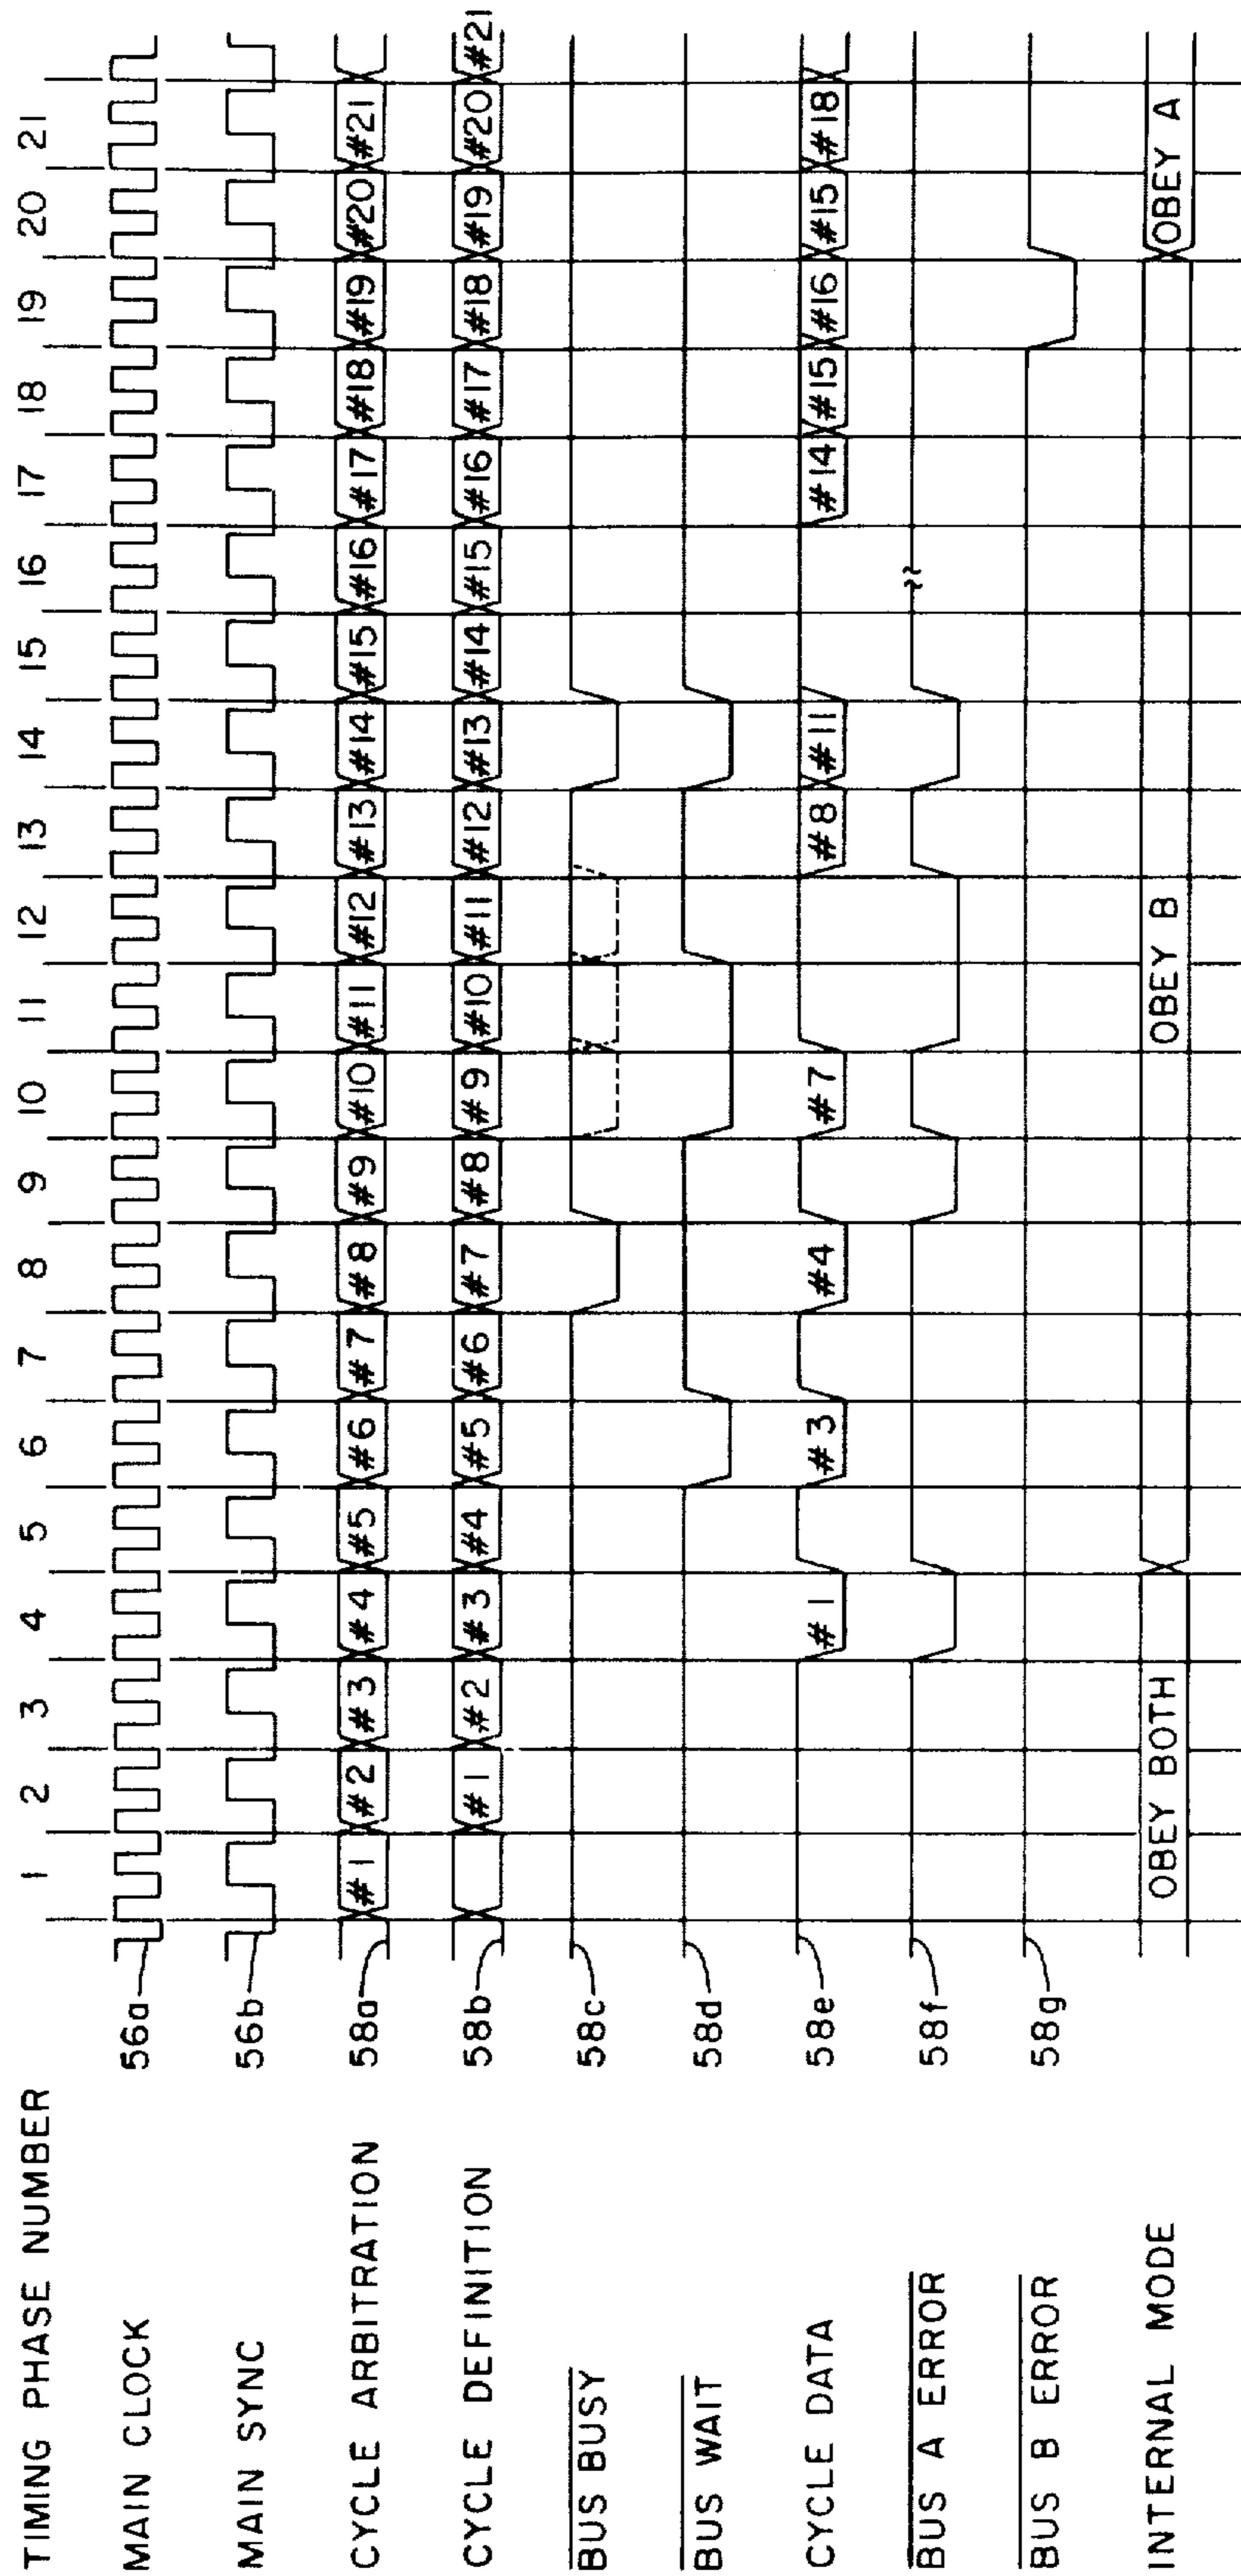 TIMING PHASE NUMBER 1 2 3 4 5 6 7 8 9 10 11 12 13 14 15 16 17 18 19 20 21
MAIN CLOCK 56a
MAIN SYNC 56b
CYCLE ARBITRATION 58a #1 #2 #3 #4 #5 #6 #7 #8 #9 #10 #11 #12 #13 #14 #15 #16 #17 #18 #19 #20 #21
CYCLE DEFINITION 58b #1 #2 #3 #4 #5 #6 #7 #8 #9 #10 #11 #12 #13 #14 #15 #16 #17 #18 #19 #20 #21
BUS BUSY 58c
BUS WAIT 58d
CYCLE DATA 58e #1 #3 #4 #7 #8 #11 #14 #15 #16 #15 #18
BUS A ERROR 58f
BUS B ERROR 58g
INTERNAL MODE OBEY BOTH OBEY B OBEY A